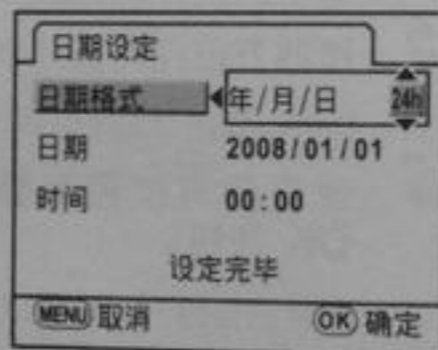 日期设定
日期格式 年/月/日 24h
日期 2008/01/01
时间 00:00
设定完毕
MENU 取消 OK 确定